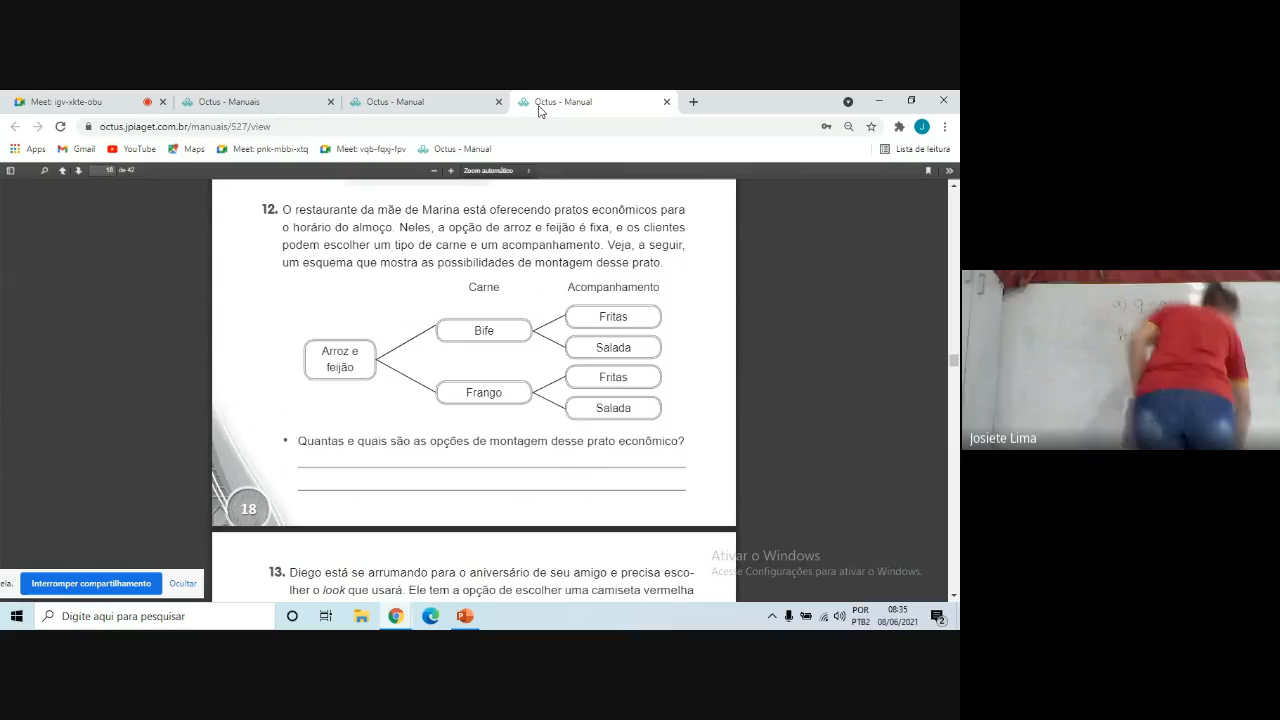 Meet: igv-xkte-obu
Octus - Manuais
Octus - Manual
Octus - Manual
octus.jpiaget.com.br/manuais/527/view
J
Apps
Gmail
YouTube
Maps
Meet: pnk-mbbi-xtq
Meet: vqb-fqxj-fpv
Octus - Manual
Lista de leitura
18 de 42
Zoom automático
12. O restaurante da mãe de Marina está oferecendo pratos econômicos para
o horário do almoço. Neles, a opção de arroz e feijão é fixa, e os clientes
podem escolher um tipo de carne e um acompanhamento. Veja, a seguir,
um esquema que mostra as possibilidades de montagem desse prato.
Carne Acompanhamento
Fritas
Bife
Salada
Arroz e
feijão
Fritas
Frango
Salada
• Quantas e quais são as opções de montagem desse prato econômico?
18
13. Diego está se arrumando para o aniversário de seu amigo e precisa esco-
lher o look que usará. Ele tem a opção de escolher uma camiseta vermelha
Ativar o Windows
Acesse Configurações para ativar o Windows.
ela.
Interromper compartilhamento
Ocultar
Digite aqui para pesquisar
POR
PTB2
08:35
08/06/2021
2
Josiete Lima